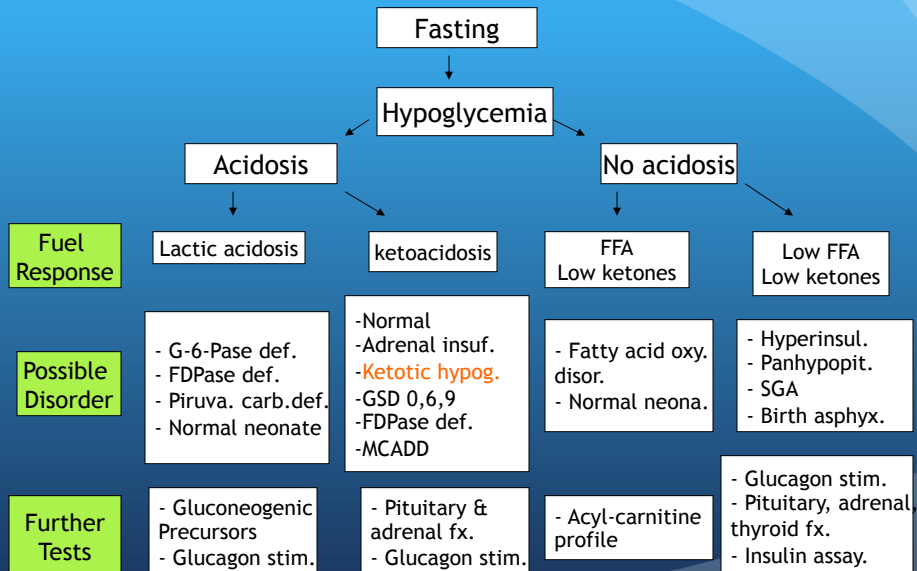 Fasting
Hypoglycemia
Acidosis
No acidosis
Fuel
Response
Lactic acidosis
ketoacidosis
FFA
Low ketones
Low FFA
Low ketones
Possible
Disorder
- G-6-Pase def.
- FDPase def.
- Piruva. carb.def.
- Normal neonate
-Normal
-Adrenal insuf.
-Ketotic hypog.
-GSD 0,6,9
-FDPase def.
-MCADD
- Fatty acid oxy.
disor.
- Normal neona.
- Hyperinsul.
- Panhypopit.
- SGA
- Birth asphyx.
Further
Tests
- Gluconeogenic
Precursors
- Glucagon stim.
- Pituitary &
adrenal fx.
- Glucagon stim.
- Acyl-carnitine
profile
- Glucagon stim.
- Pituitary, adrenal,
thyroid fx.
- Insulin assay.